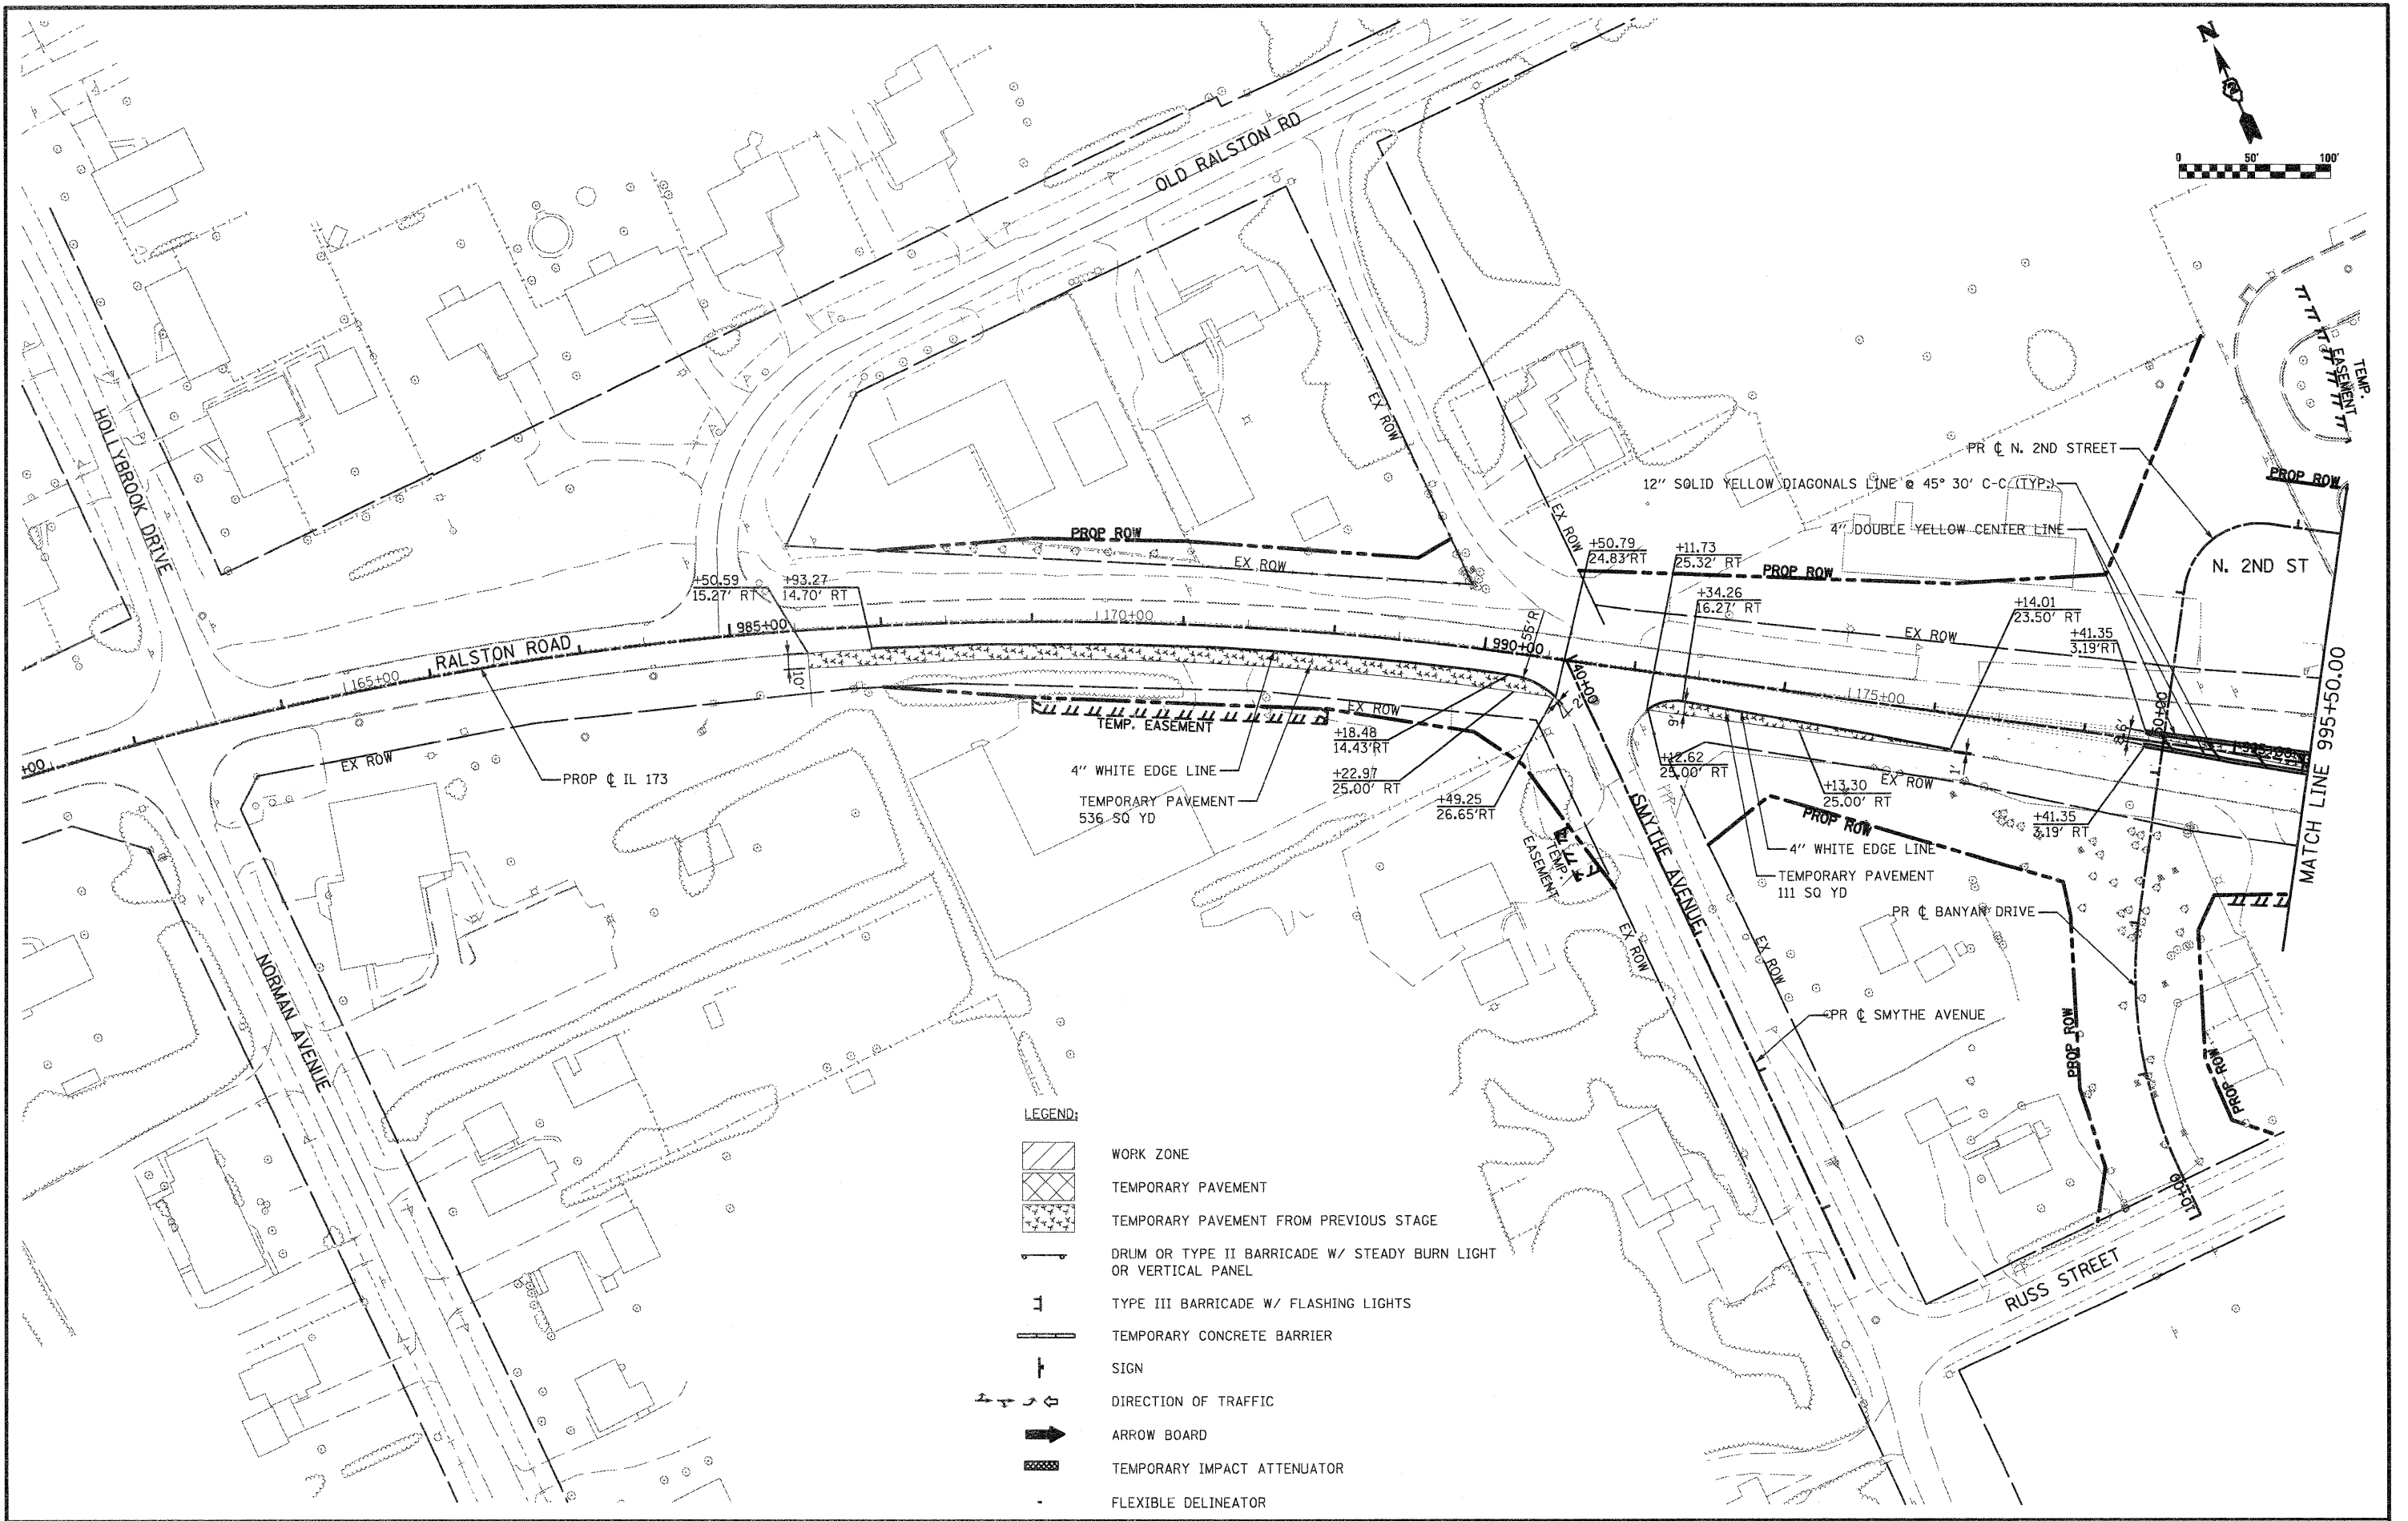 N
0 50' 100'
OLD RALSTON RD
HOLLYBROOK DRIVE
EX ROW
TEMP.
EASEMENT
PR ℄ N. 2ND STREET
PROP ROW
12" SOLID YELLOW DIAGONALS LINE @ 45° 30' C-C (TYP.)
4" DOUBLE YELLOW CENTER LINE
EX ROW
N. 2ND ST
PROP ROW
EX ROW
+50.79
24.83'RT
+11.73
25.32' RT
PROP ROW
+50.59
15.27' RT
+93.27
14.70' RT
+34.26
16.27' RT
+14.01
23.50' RT
+41.35
3.19'RT
EX ROW
985+00
170+00
990+00
55'R
RALSTON ROAD
165+00
10'
40+00
2'
175+00
995+00
MATCH LINE 995+50.00
+00
EX ROW
PROP ℄ IL 173
TEMP. EASEMENT
EX ROW
+18.48
14.43'RT
9'
+12.62
25.00' RT
1'
EX ROW
4" WHITE EDGE LINE
+22.97
25.00' RT
+13.30
25.00' RT
TEMPORARY PAVEMENT
536 SQ YD
+49.25
26.65'RT
SMYTHE AVENUE
PROP ROW
+41.35
3.19' RT
4" WHITE EDGE LINE
TEMP.
EASEMENT
TEMPORARY PAVEMENT
111 SQ YD
PR ℄ BANYAN DRIVE
EX ROW
EX ROW
NORMAN AVENUE
PR ℄ SMYTHE AVENUE
PROP ROW
PROP ROW
110+00
RUSS STREET
LEGEND:
WORK ZONE
TEMPORARY PAVEMENT
TEMPORARY PAVEMENT FROM PREVIOUS STAGE
DRUM OR TYPE II BARRICADE W/ STEADY BURN LIGHT
OR VERTICAL PANEL
TYPE III BARRICADE W/ FLASHING LIGHTS
TEMPORARY CONCRETE BARRIER
SIGN
DIRECTION OF TRAFFIC
ARROW BOARD
TEMPORARY IMPACT ATTENUATOR
FLEXIBLE DELINEATOR